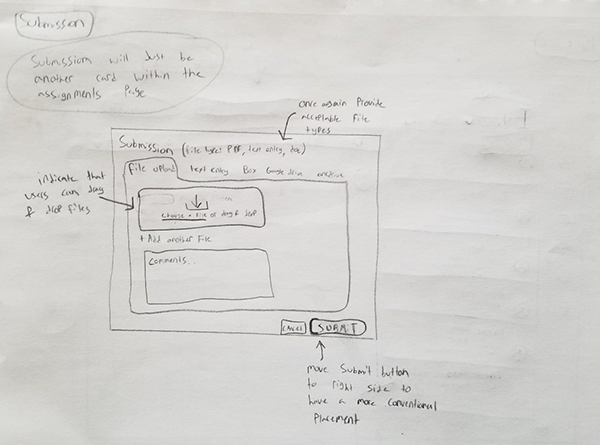 Submission
Submission will just be
another card within the
assignments Page
once again Provide
acceptable File
types
Submission (file type: PDF, text entry, doc)
File upload text entry Box Google drive onedrive
indicate that
users can drag
& drop files
Choose a File or drag & drop
+ Add another File
Comments..
CANCEL SUBMIT
move Submit button
to right side to
have a more conventional
Placement